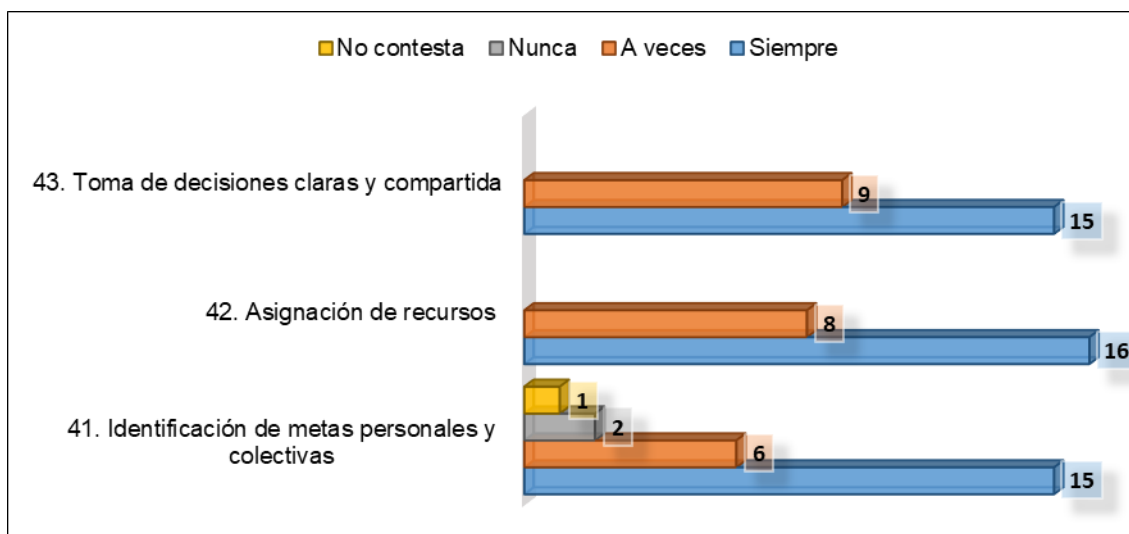 No contesta Nunca A veces Siempre
43. Toma de decisiones claras y compartida
9
15
42. Asignación de recursos
8
16
41. Identificación de metas personales y
colectivas
1
2
6
15